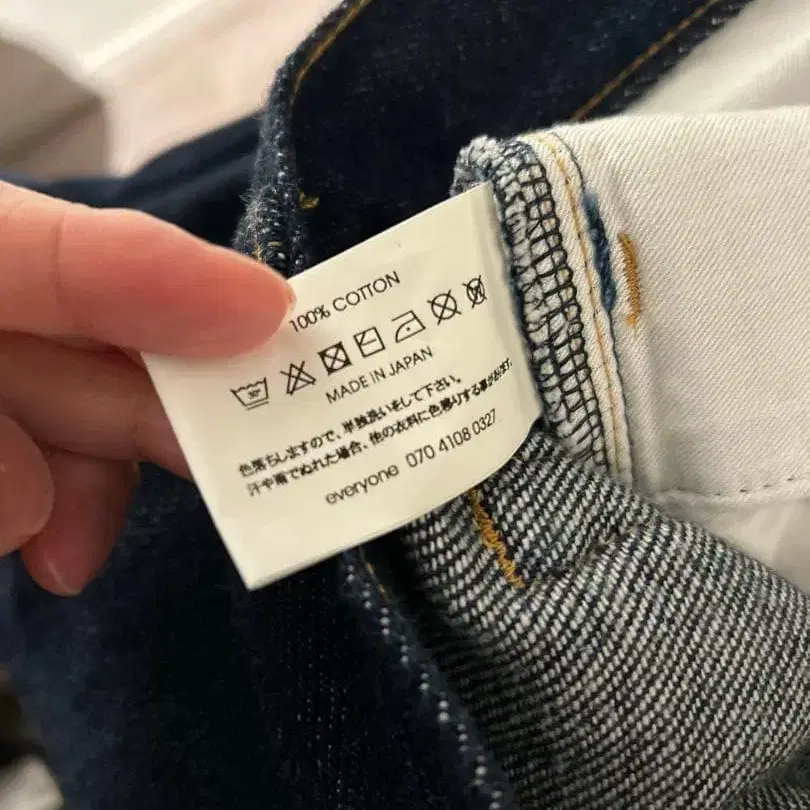 100% COTTON
30°
MADE IN JAPAN
色落ちしますので、単独洗いをして下さい。
汗や雨でぬれた場合、他の衣料に色移りする事があります。
everyone 070 4108 0327